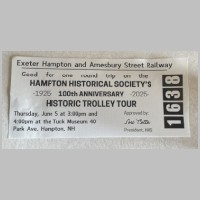 Exeter Hampton and Amesbury Street Railway
Good for one round trip on the
HAMPTON HISTORICAL SOCIETY'S
-1925- 100th ANNIVERSARY -2025-
HISTORIC TROLLEY TOUR
Thursday, June 5 at 3:00pm and
4:00pm at the Tuck Museum 40
Park Ave, Hampton, NH
Approved by
President, HHS
1638